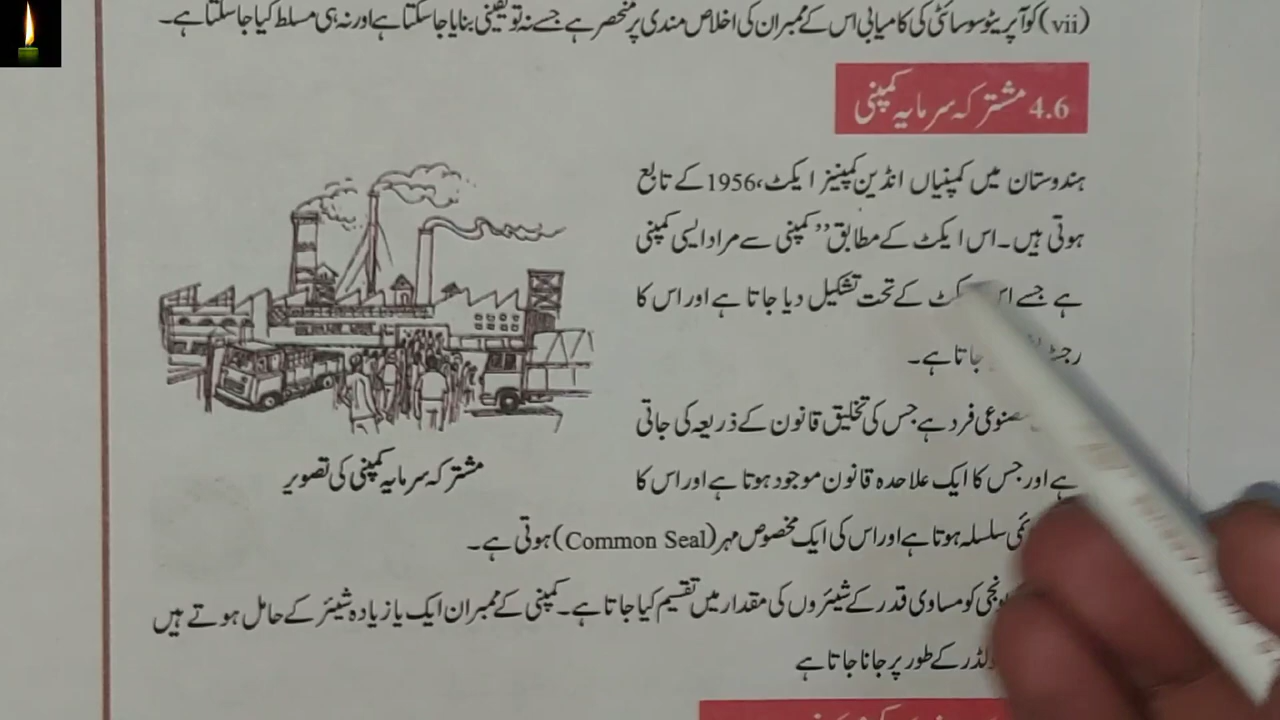 (vii) کوآپریٹو سوسائٹی کی کامیابی اس کے ممبران کی اخلاص مندی پر منحصر ہے جسے نہ تو یقینی بنایا جاسکتا ہے اور نہ ہی مسلط کیا جاسکتا ہے۔
4.6 مشترکہ سرمایہ کمپنی
ہندوستان میں کمپنیاں انڈین کمپنیز ایکٹ،1956 کے تابع
ہوتی ہیں۔ اس ایکٹ کے مطابق ”کمپنی سے مراد ایسی کمپنی
ہے جسے کے تحت تشکیل دیا جاتا ہے اور اس کا
جاتا ہے۔
فرد ہے جس کی تخلیق قانون کے ذریعہ کی جاتی
ہے اور جس کا ایک علاحدہ قانون موجود ہوتا ہے اور اس کا
سلسلہ ہوتا ہے اور اس کی ایک مخصوص مہر (Common Seal) ہوتی ہے۔
کو مساوی قدر کے شیئروں کی مقدار میں تقسیم کیا جاتا ہے۔ کمپنی کے ممبران ایک یا زیادہ شیئر کے حامل ہوتے ہیں
کے طور پر جانا جاتا ہے
مشترکہ سرمایہ کمپنی کی تصویر